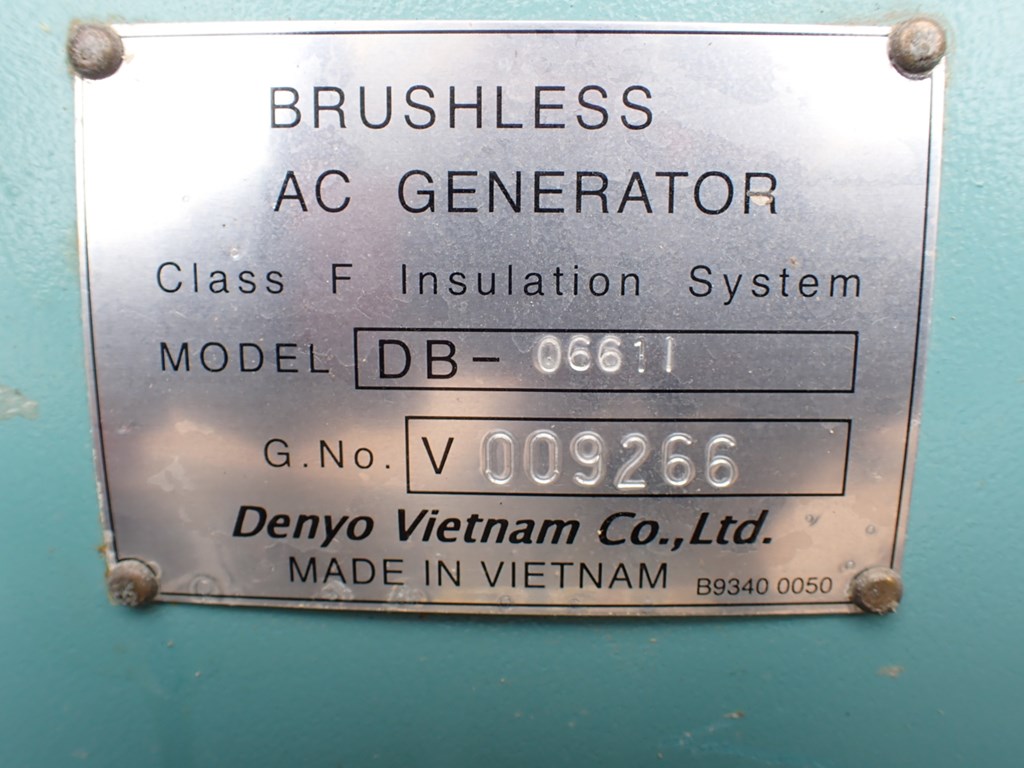 BRUSHLESS
AC GENERATOR
Class F Insulation System
MODEL DB- 0661I
G.No. V 009266
Denyo Vietnam Co.,Ltd.
MADE IN VIETNAM B9340 0050